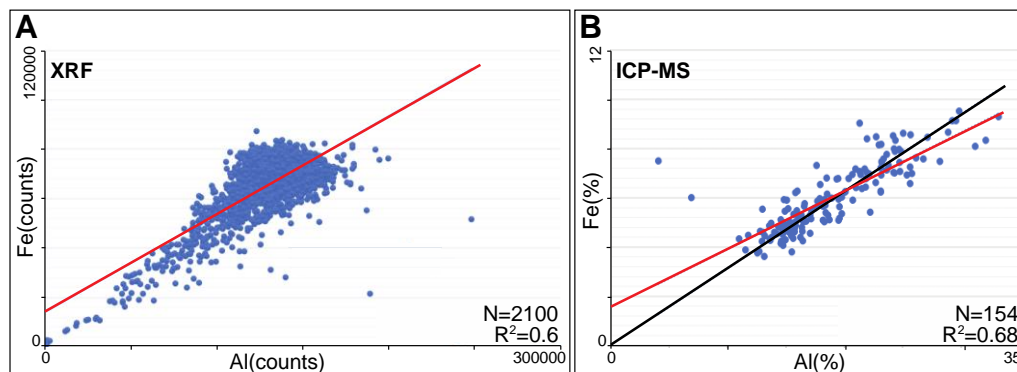 A
XRF
120000
Fe(counts)
N=2100
R²=0.6
0
0
Al(counts)
300000
B
ICP-MS
12
Fe(%)
N=154
R²=0.68
0
0
Al(%)
35